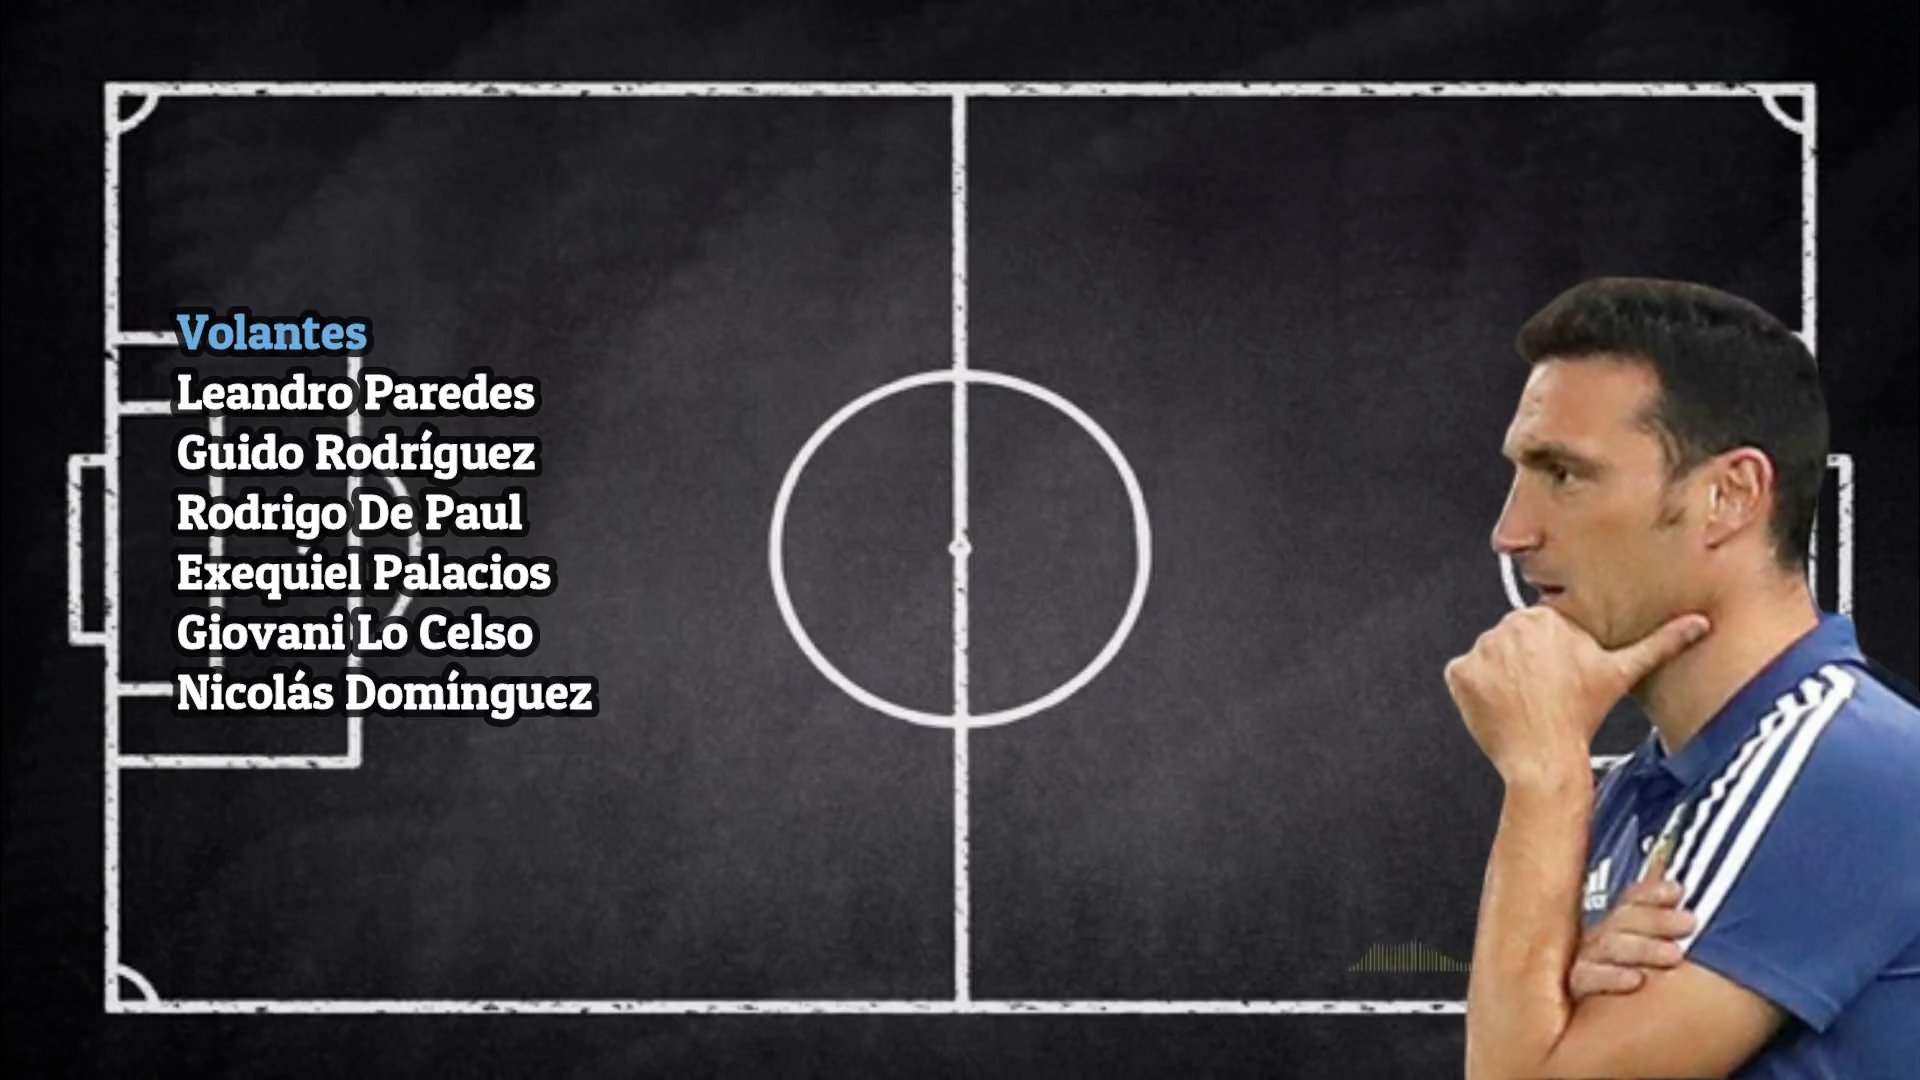 Volantes
Leandro Paredes
Guido Rodríguez
Rodrigo De Paul
Exequiel Palacios
Giovani Lo Celso
Nicolás Domínguez